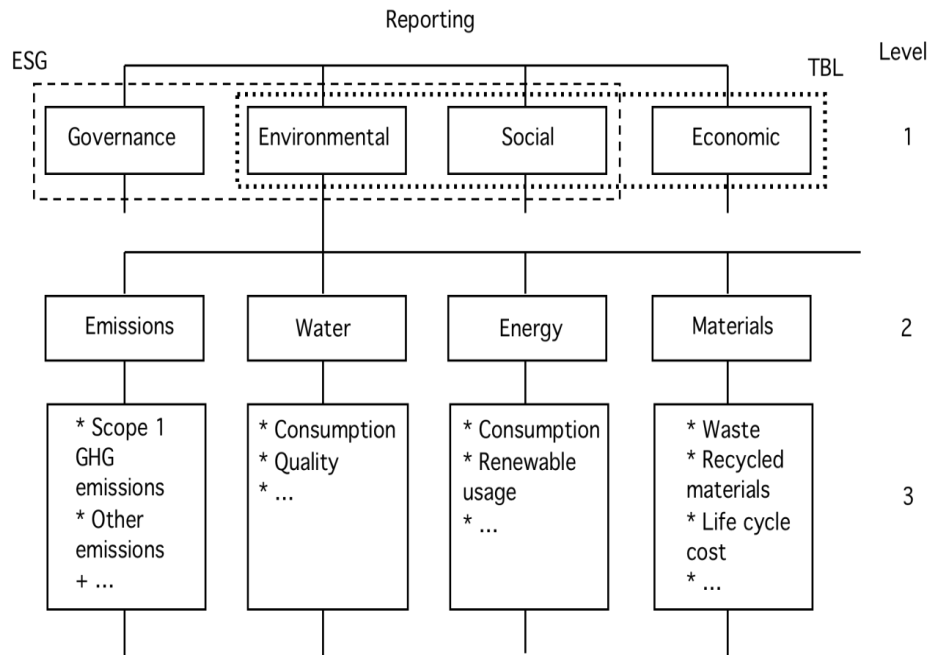 Reporting
ESG
TBL
Level
Governance
Environmental
Social
Economic
1
Emissions
Water
Energy
Materials
2
* Scope 1
GHG
emissions
* Other
emissions
+ ...
* Consumption
* Quality
* ...
* Consumption
* Renewable
usage
* ...
* Waste
* Recycled
materials
* Life cycle
cost
* ...
3